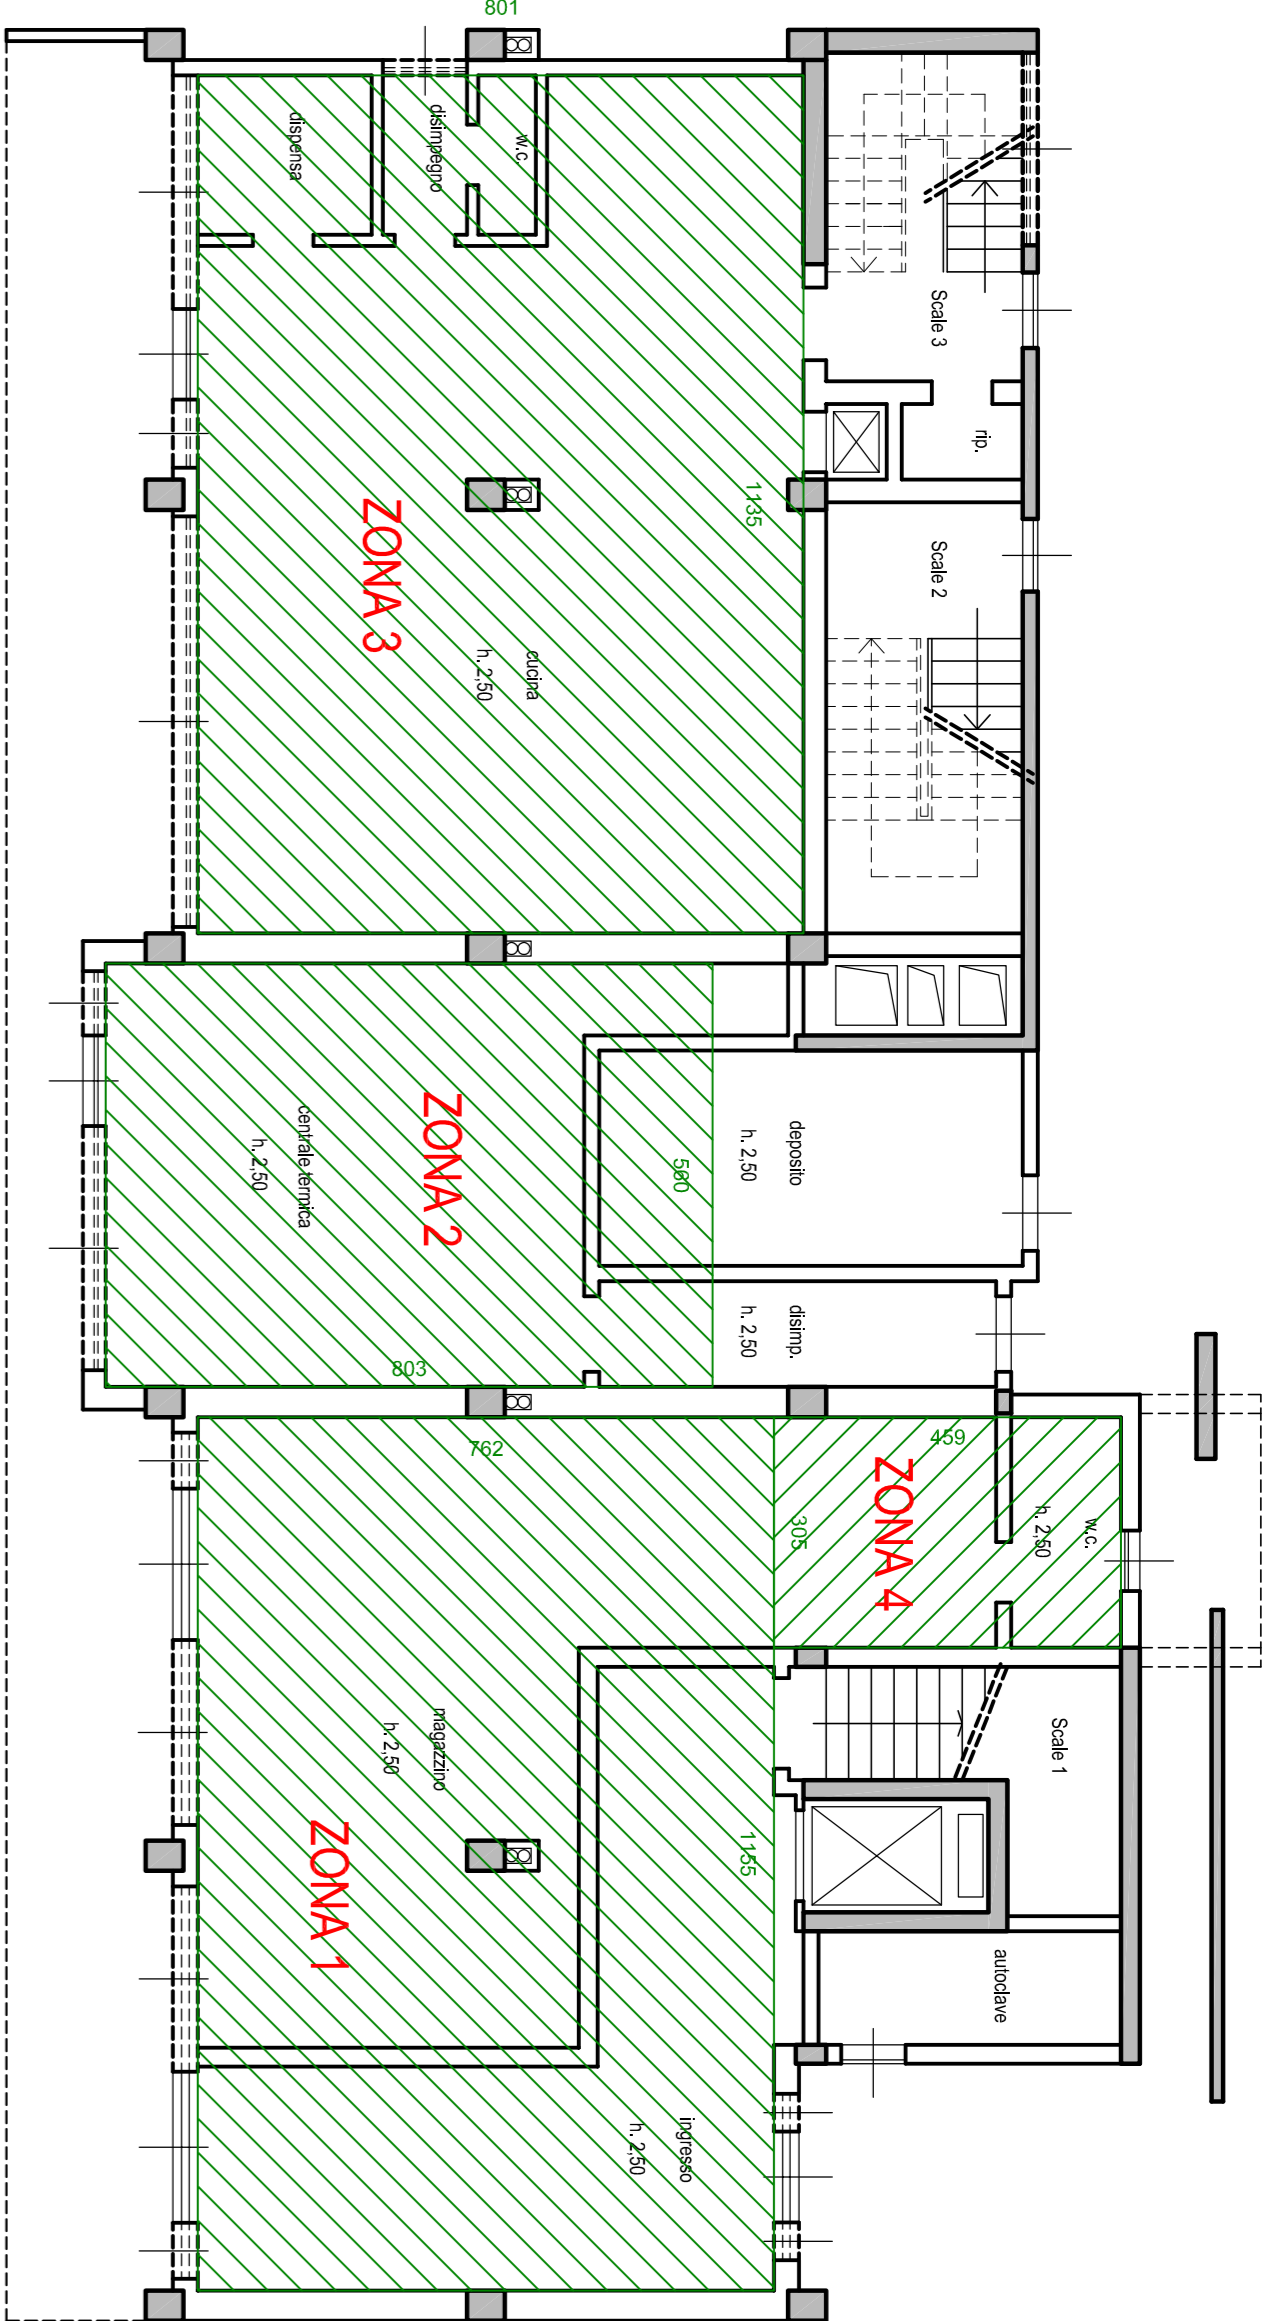 801
dispensa
disimpegno
w.c.
Scale 3
rip.
1135
ZONA 3
cucina
h. 2,50
Scale 2
ZONA 2
centrale termica
h. 2,50
560
deposito
h. 2,50
disimp.
h. 2,50
803
762
459
305
ZONA 4
w.c.
h. 2,50
Scale 1
magazzino
h. 2,50
ZONA 1
1155
autoclave
ingresso
h. 2,50